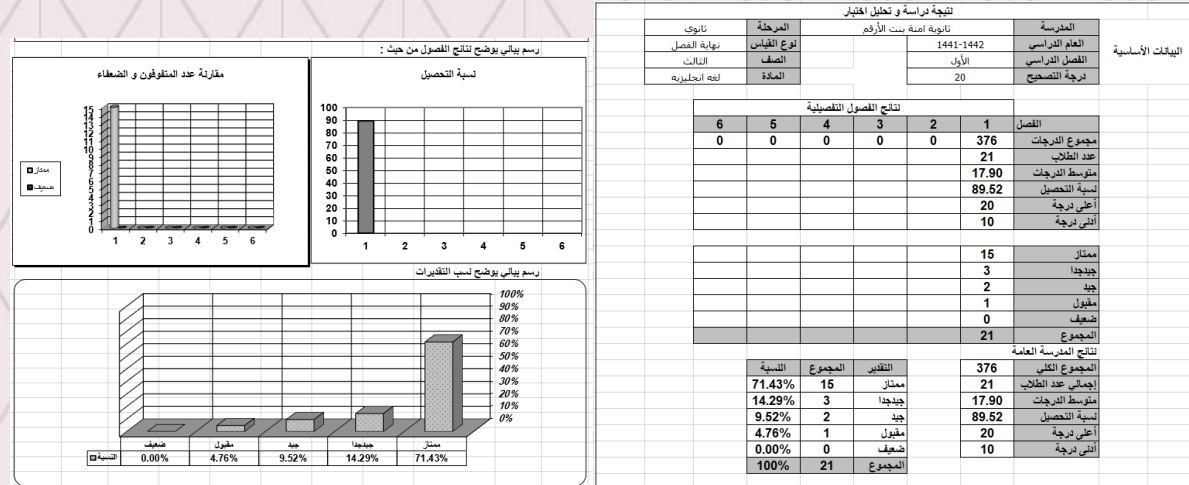 نتيجة دراسة و تحليل اختبار
البيانات الأساسية
المدرسة ثانوية امنة بنت الأرقم المرحلة ثانوي
العام الدراسي 1441-1442 نوع القياس نهاية الفصل
الفصل الدراسي الأول الصف الثالث
درجة التصحيح 20 المادة لغه انجليزيه
نتائج الفصول التفصيلية
الفصل 1 2 3 4 5 6
مجموع الدرجات 376 0 0 0 0 0
عدد الطلاب 21
متوسط الدرجات 17.90
نسبة التحصيل 89.52
أعلى درجة 20
أدنى درجة 10
ممتاز 15
جيدجدا 3
جيد 2
مقبول 1
ضعيف 0
المجموع 21
نتائج المدرسة العامة
المجموع الكلي 376
إجمالي عدد الطلاب 21
متوسط الدرجات 17.90
نسبة التحصيل 89.52
أعلى درجة 20
أدنى درجة 10
التقدير المجموع النسبة
ممتاز 15 71.43%
جيدجدا 3 14.29%
جيد 2 9.52%
مقبول 1 4.76%
ضعيف 0 0.00%
المجموع 21 100%
رسم بياني يوضح نتائج الفصول من حيث :
نسبة التحصيل
100
90
80
70
60
50
40
30
20
10
0
1 2 3 4 5 6
مقارنة عدد المتفوقون و الضعفاء
15
14
13
12
11
10
9
8
7
6
5
4
3
2
1
0
1 2 3 4 5 6
ممتاز
ضعيف
رسم بياني يوضح نسب التقديرات
100%
90%
80%
70%
60%
50%
40%
30%
20%
10%
0%
ممتاز جيدجدا جيد مقبول ضعيف
71.43% 14.29% 9.52% 4.76% 0.00% النسبة